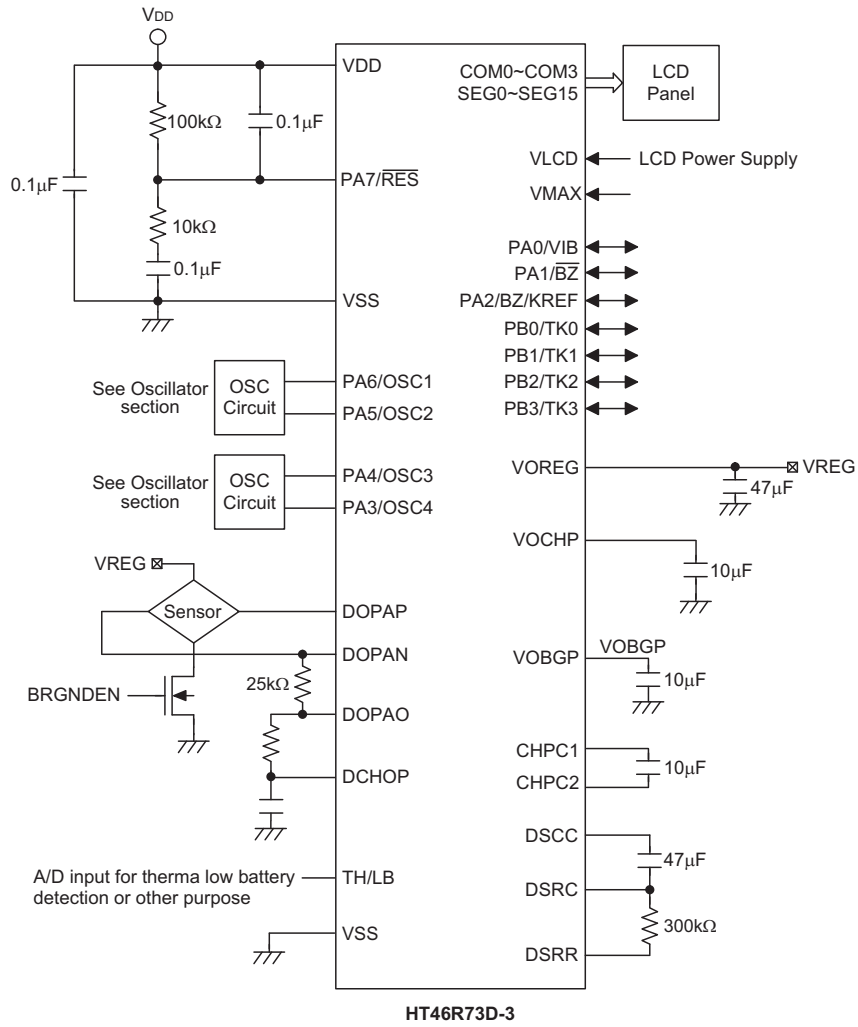 VDD
VDD
100kΩ
0.1μF
0.1μF
PA7/RES
10kΩ
0.1μF
VSS
See Oscillator
section
OSC
Circuit
PA6/OSC1
PA5/OSC2
See Oscillator
section
OSC
Circuit
PA4/OSC3
PA3/OSC4
VREG
Sensor
DOPAP
DOPAN
25kΩ
BRGNDEN
DOPAO
DCHOP
A/D input for therma low battery
detection or other purpose
TH/LB
VSS
COM0~COM3
SEG0~SEG15
LCD
Panel
VLCD
LCD Power Supply
VMAX
PA0/VIB
PA1/BZ
PA2/BZ/KREF
PB0/TK0
PB1/TK1
PB2/TK2
PB3/TK3
VOREG
VREG
47μF
VOCHP
10μF
VOBGP
VOBGP
10μF
CHPC1
CHPC2
10μF
DSCC
47μF
DSRC
300kΩ
DSRR
HT46R73D-3